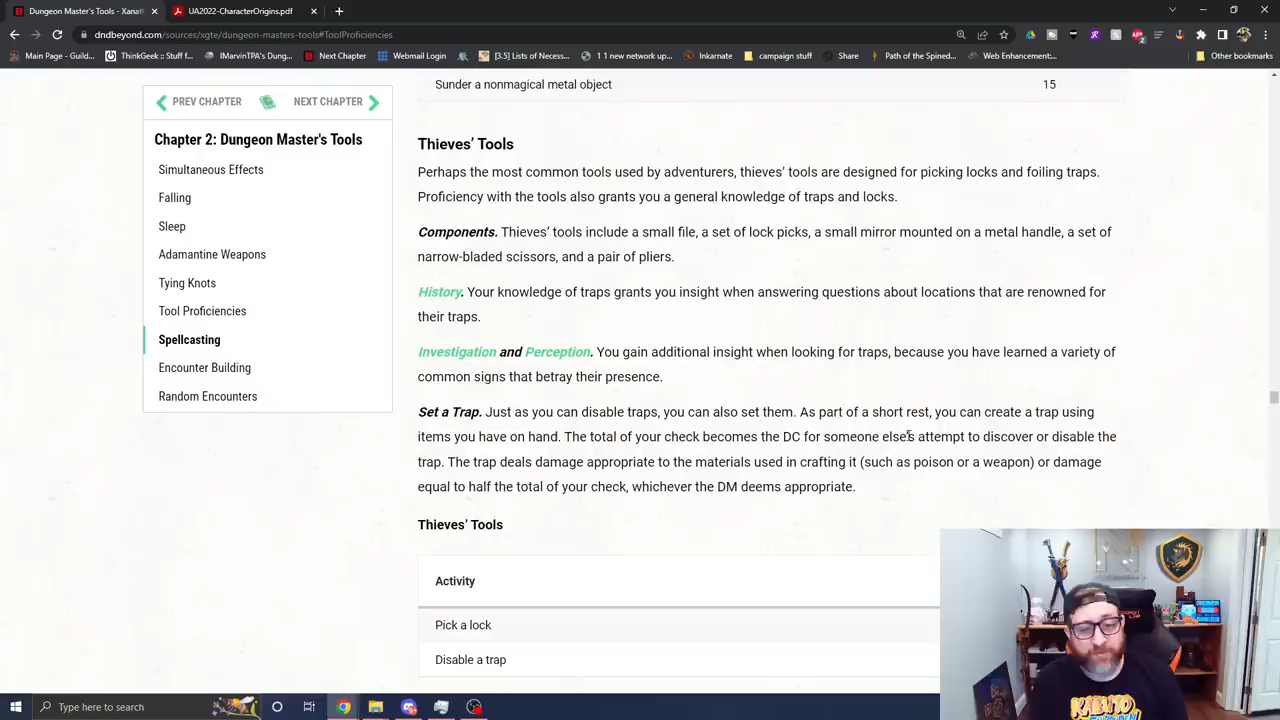 Dungeon Master's Tools - Xanath
UA2022-CharacterOrigins.pdf
dndbeyond.com/sources/xgte/dungeon-masters-tools#ToolProficiencies
Main Page - Guild...
ThinkGeek :: Stuff f...
IMarvinTPA's Dung...
Next Chapter
Webmail Login
[3.5] Lists of Necess...
1 1 new network up...
Inkarnate
campaign stuff
Share
Path of the Spined...
Web Enhancement:...
Other bookmarks
PREV CHAPTER
NEXT CHAPTER
Chapter 2: Dungeon Master's Tools
Simultaneous Effects
Falling
Sleep
Adamantine Weapons
Tying Knots
Tool Proficiencies
Spellcasting
Encounter Building
Random Encounters
Sunder a nonmagical metal object 15
Thieves’ Tools
Perhaps the most common tools used by adventurers, thieves’ tools are designed for picking locks and foiling traps.
Proficiency with the tools also grants you a general knowledge of traps and locks.
Components. Thieves’ tools include a small file, a set of lock picks, a small mirror mounted on a metal handle, a set of
narrow-bladed scissors, and a pair of pliers.
History. Your knowledge of traps grants you insight when answering questions about locations that are renowned for
their traps.
Investigation and Perception. You gain additional insight when looking for traps, because you have learned a variety of
common signs that betray their presence.
Set a Trap. Just as you can disable traps, you can also set them. As part of a short rest, you can create a trap using
items you have on hand. The total of your check becomes the DC for someone else’s attempt to discover or disable the
trap. The trap deals damage appropriate to the materials used in crafting it (such as poison or a weapon) or damage
equal to half the total of your check, whichever the DM deems appropriate.
Thieves’ Tools
Activity
Pick a lock
Disable a trap
KABUTO
Type here to search